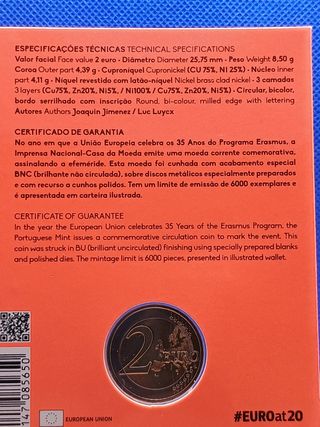 ESPECIFICAÇÕES TÉCNICAS TECHNICAL SPECIFICATIONS
Valor facial Face value 2 euro • Diâmetro Diameter 25,75 mm • Peso Weight 8,50 g
Coroa Outer part 4,39 g • Cuproníquel Cupronickel (CU 75%, Ni 25%) • Núcleo Inner
part 4,11 g • Níquel revestido com latão-níquel Nickel brass clad nickel • 3 camadas
3 layers (Cu75%, Zn20%, Ni5%, / Ni100% / Cu75%, Zn20%, Ni5%) • Circular, bicolor,
bordo serrilhado com inscrição Round, bi-colour, milled edge with lettering
Autores Authors Joaquin Jimenez / Luc Luycx
CERTIFICADO DE GARANTIA
No ano em que a União Europeia celebra os 35 Anos do Programa Erasmus, a
Imprensa Nacional-Casa da Moeda emite uma moeda corrente comemorativa,
assinalando a efeméride. Esta moeda foi cunhada com acabamento especial
BNC (brilhante não circulada), sobre discos metálicos especialmente preparados
e com recurso a cunhos polidos. Tem um limite de emissão de 6000 exemplares e
é apresentada em carteira ilustrada.
CERTIFICATE OF GUARANTEE
In the year the European Union celebrates 35 Years of the Erasmus Program, the
Portuguese Mint issues a commemorative circulation coin to mark the event. This
coin was struck in BU (brilliant uncirculated) finishing using specially prepared blanks
and polished dies. The mintage limit is 6000 pieces, presented in illustrated wallet.
2 EURO
147 085650
EUROPEAN UNION
#EUROat20